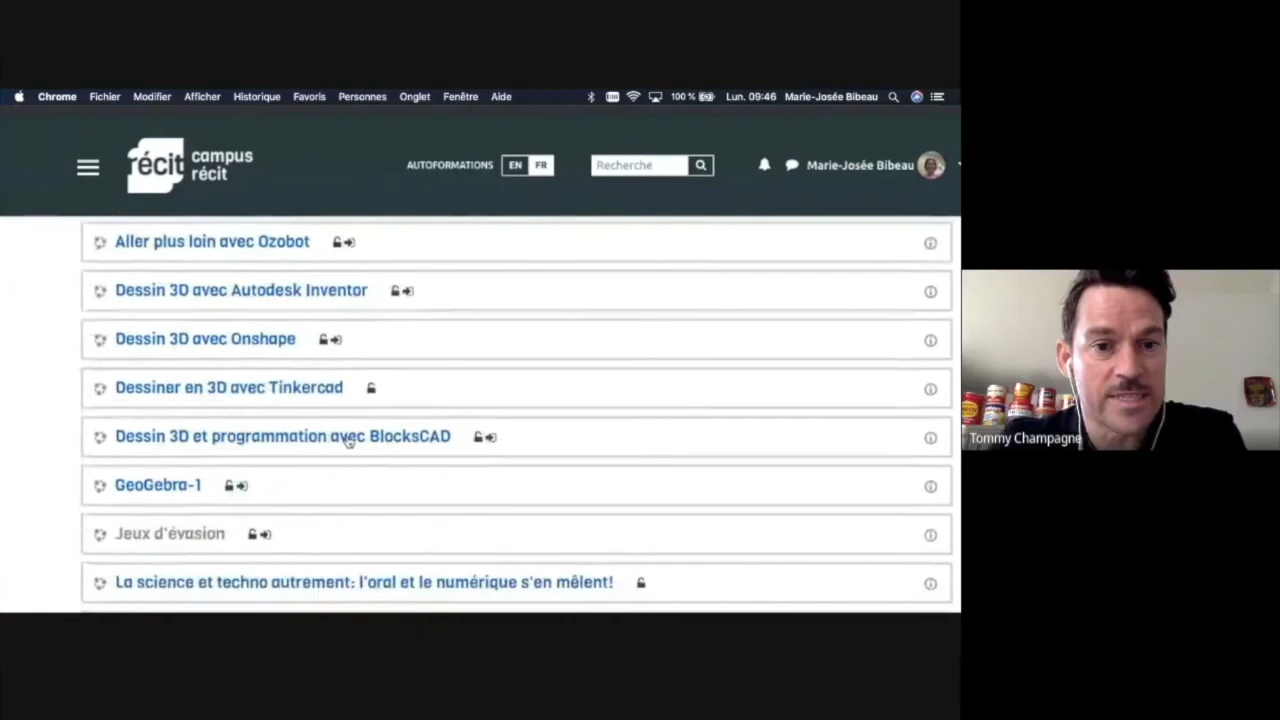 Chrome Fichier Modifier Afficher Historique Favoris Personnes Onglet Fenêtre Aide 100 % Lun. 09:46 Marie-Josée Bibeau
récit campus récit AUTOFORMATIONS EN FR Recherche Marie-Josée Bibeau
Aller plus loin avec Ozobot
Dessin 3D avec Autodesk Inventor
Dessin 3D avec Onshape
Dessiner en 3D avec Tinkercad
Dessin 3D et programmation avec BlocksCAD
GeoGebra-1
Jeux d'évasion
La science et techno autrement: l'oral et le numérique s'en mêlent!
Tommy Champagne